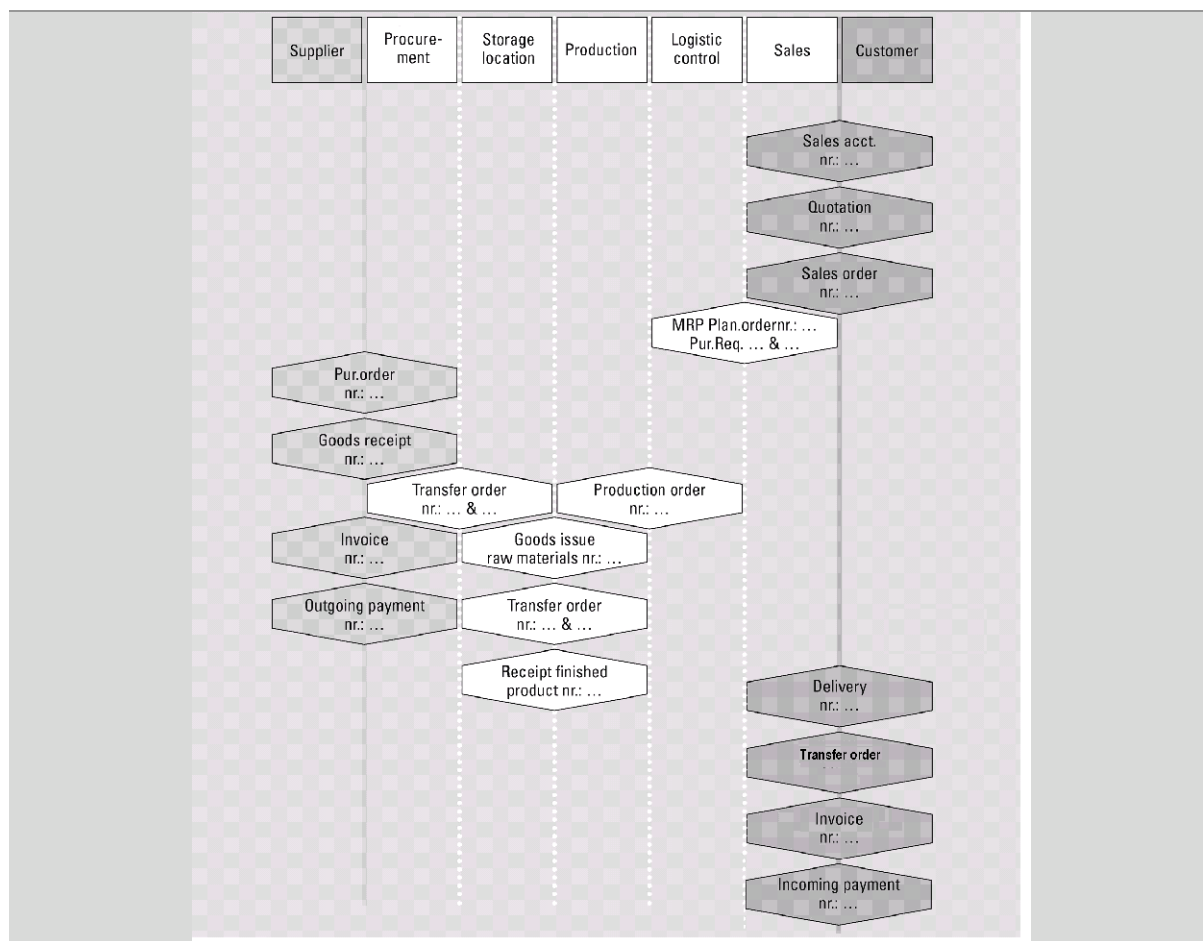 Supplier
Procure-
ment
Storage
location
Production
Logistic
control
Sales
Customer
Sales acct.
nr.: …
Quotation
nr.: …
Sales order
nr.: …
MRP Plan.ordernr.: …
Pur.Req. … & …
Pur.order
nr.: …
Goods receipt
nr.: …
Transfer order
nr.: … & …
Production order
nr.: …
Invoice
nr.: …
Goods issue
raw materials nr.: …
Outgoing payment
nr.: …
Transfer order
nr.: … & …
Receipt finished
product nr.: …
Delivery
nr.: …
Transfer order
Invoice
nr.: …
Incoming payment
nr.: …